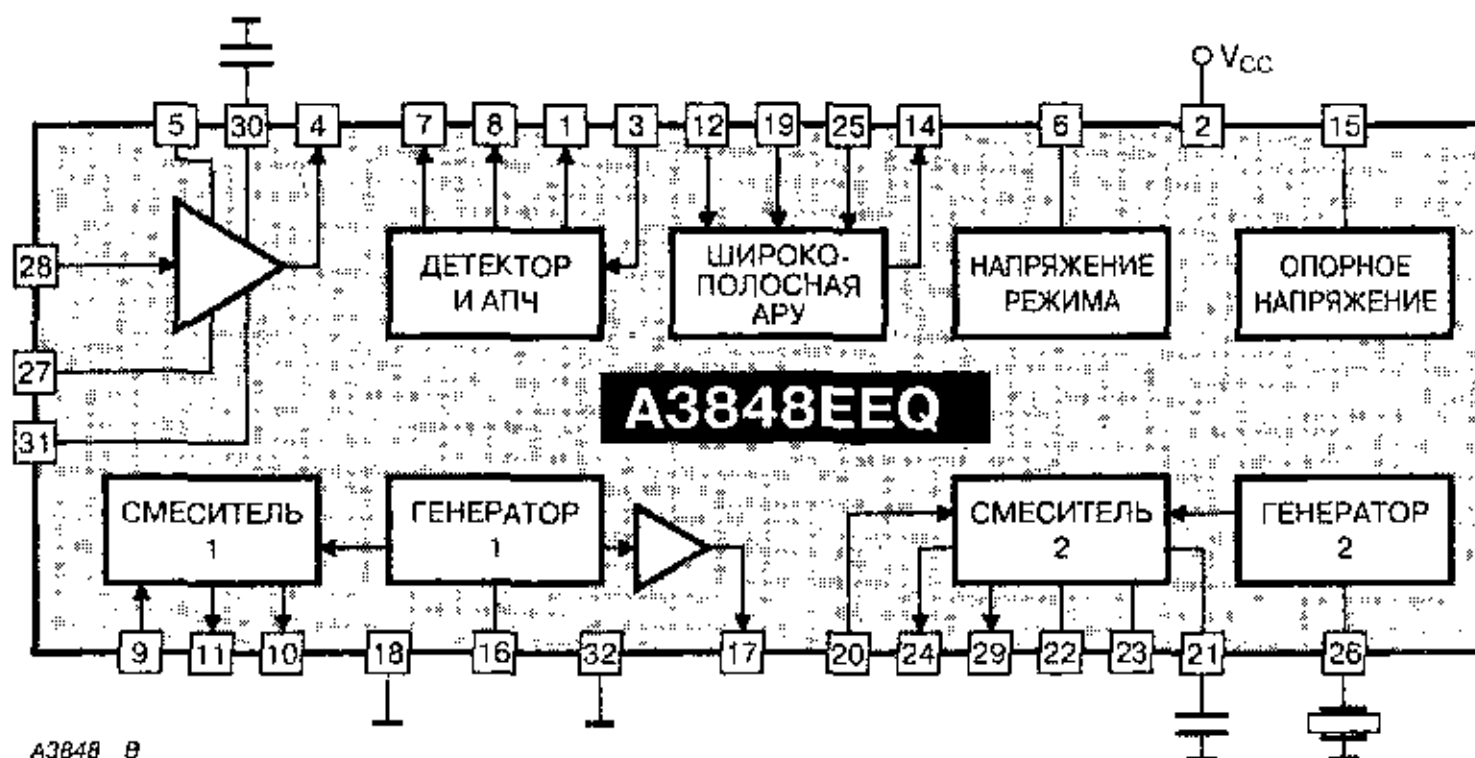 V_CC
5 30 4 7 8 1 3 12 19 25 14 6 2 15
28
ДЕТЕКТОР
И АПЧ
ШИРОКО-
ПОЛОСНАЯ
АРУ
НАПРЯЖЕНИЕ
РЕЖИМА
ОПОРНОЕ
НАПРЯЖЕНИЕ
27
A3848EEQ
31
СМЕСИТЕЛЬ
1
ГЕНЕРАТОР
1
СМЕСИТЕЛЬ
2
ГЕНЕРАТОР
2
9 11 10 18 16 32 17 20 24 29 22 23 21 26
A3848_B